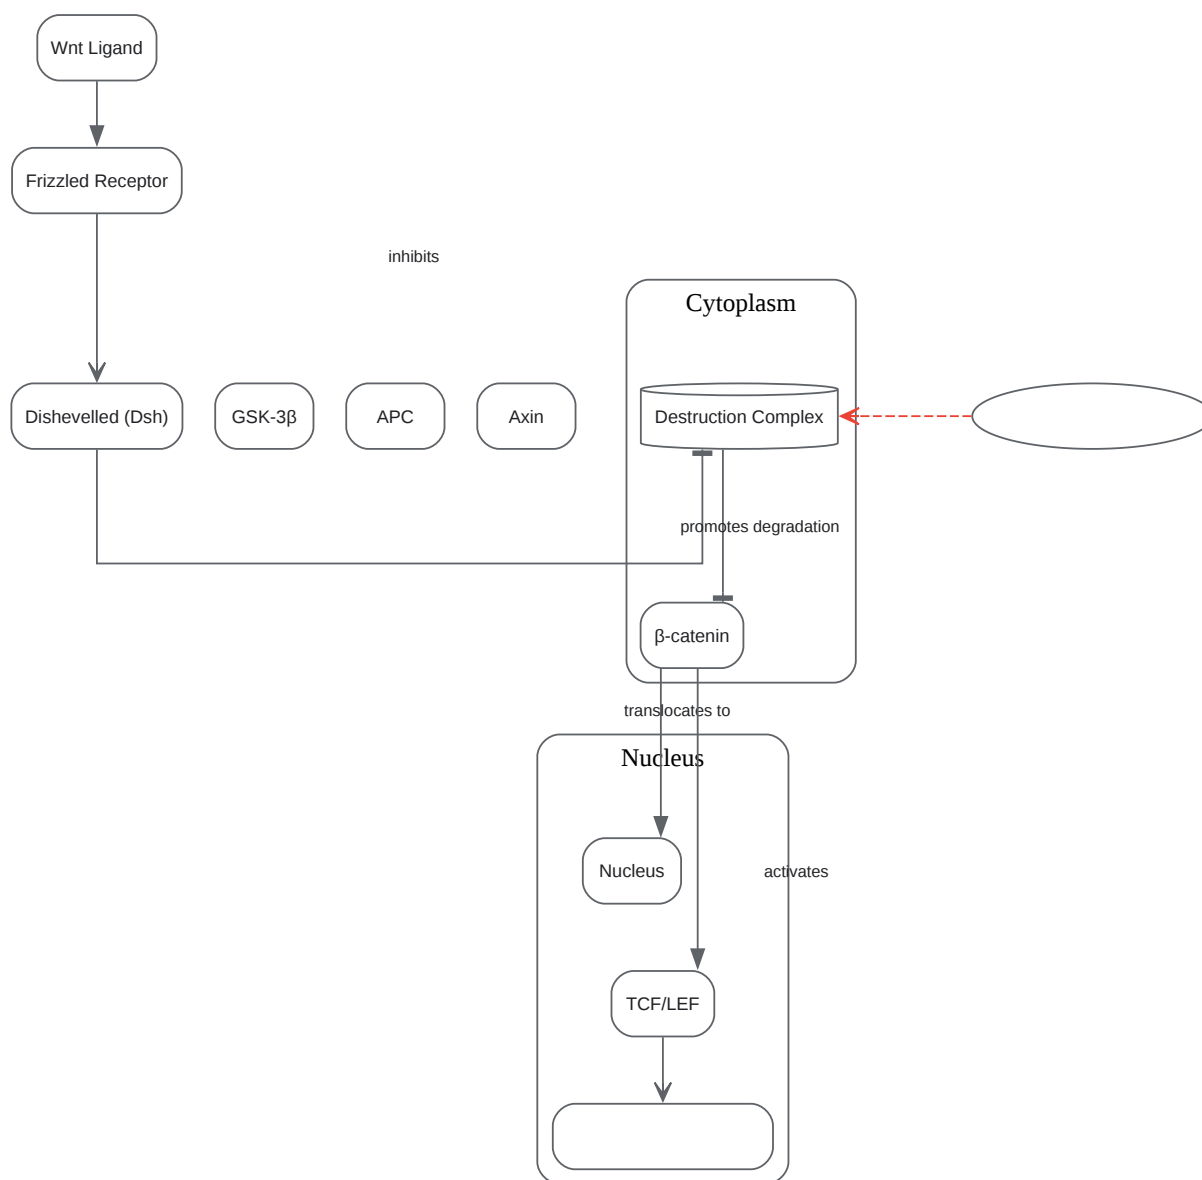 Wnt Ligand
Frizzled Receptor
inhibits
Cytoplasm
Dishevelled (Dsh)
GSK-3β
APC
Axin
Destruction Complex
promotes degradation
β-catenin
translocates to
Nucleus
Nucleus
activates
TCF/LEF